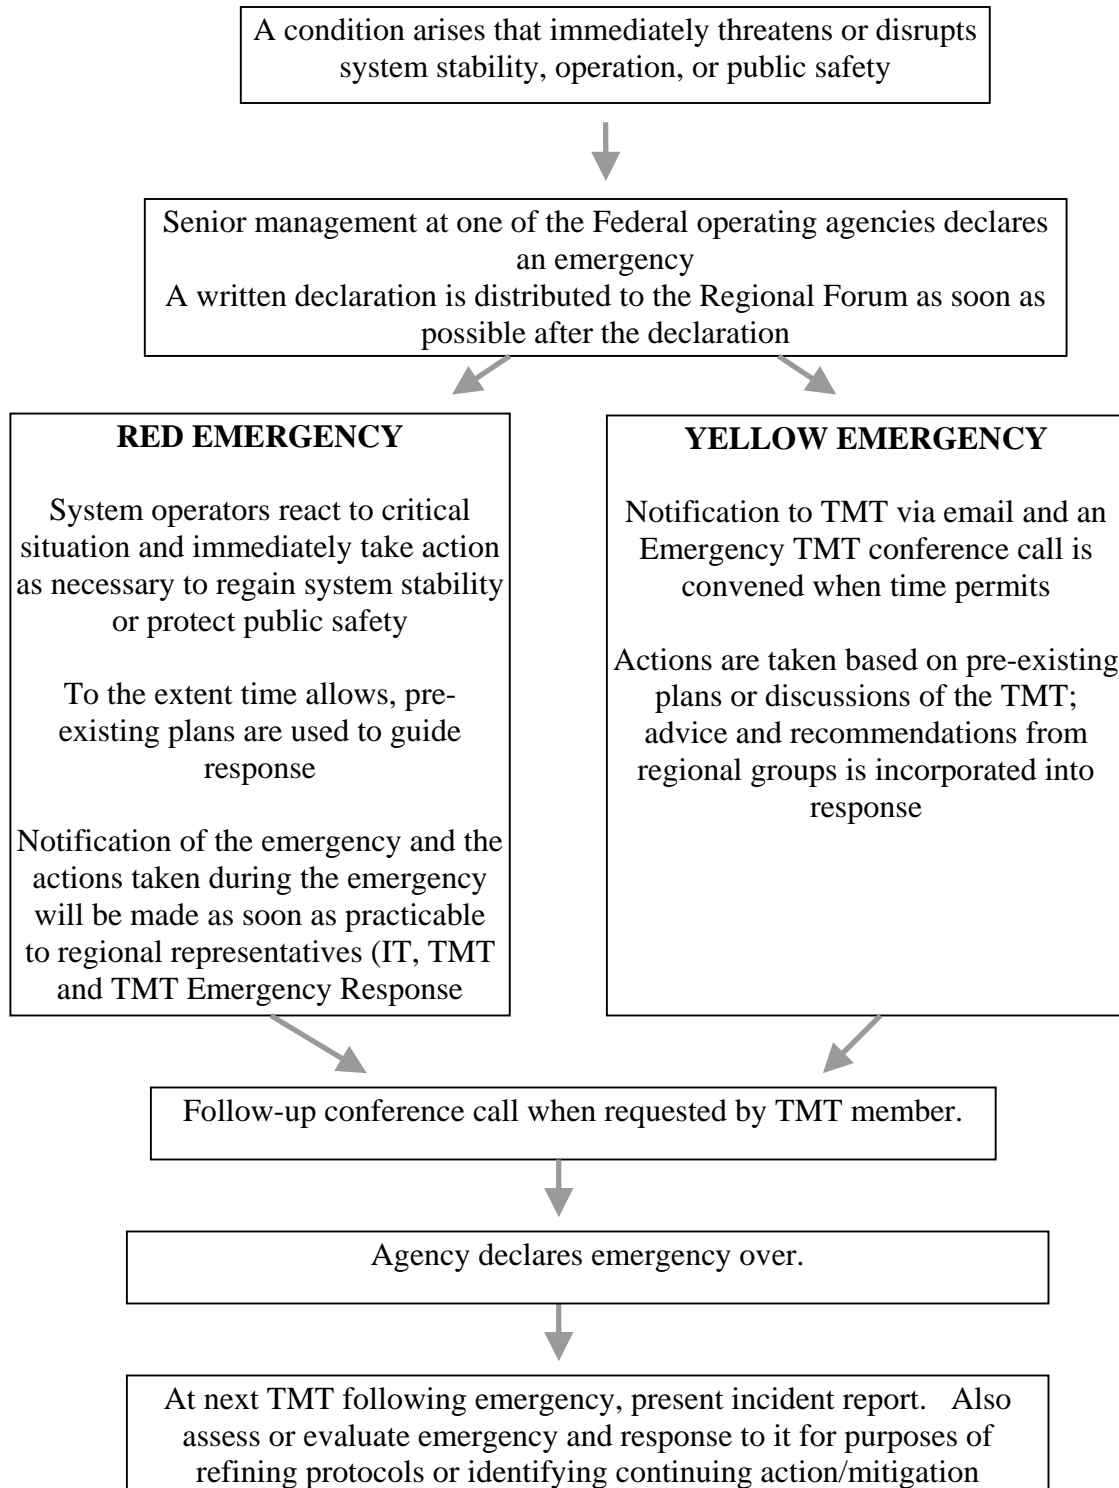 A condition arises that immediately threatens or disrupts
system stability, operation, or public safety
Senior management at one of the Federal operating agencies declares
an emergency
A written declaration is distributed to the Regional Forum as soon as
possible after the declaration
RED EMERGENCY
System operators react to critical
situation and immediately take action
as necessary to regain system stability
or protect public safety
To the extent time allows, pre-
existing plans are used to guide
response
Notification of the emergency and the
actions taken during the emergency
will be made as soon as practicable
to regional representatives (IT, TMT
and TMT Emergency Response
YELLOW EMERGENCY
Notification to TMT via email and an
Emergency TMT conference call is
convened when time permits
Actions are taken based on pre-existing
plans or discussions of the TMT;
advice and recommendations from
regional groups is incorporated into
response
Follow-up conference call when requested by TMT member.
Agency declares emergency over.
At next TMT following emergency, present incident report. Also
assess or evaluate emergency and response to it for purposes of
refining protocols or identifying continuing action/mitigation